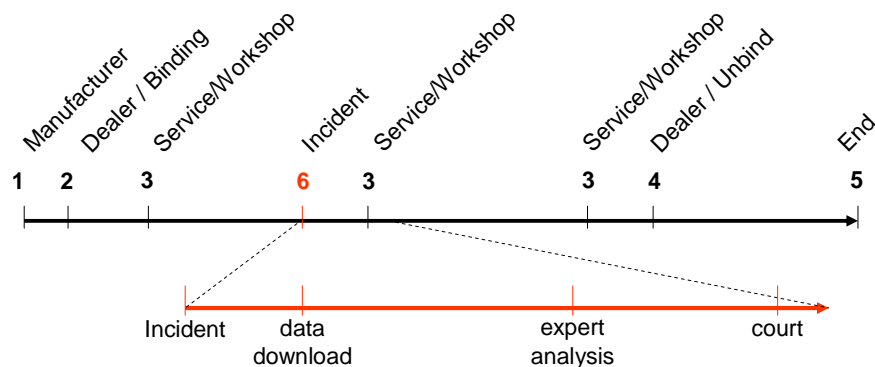 Manufacturer
Dealer / Binding
Service/Workshop
Incident
Service/Workshop
Service/Workshop
Dealer / Unbind
End
1 2 3 6 3 3 4 5
Incident data download expert analysis court